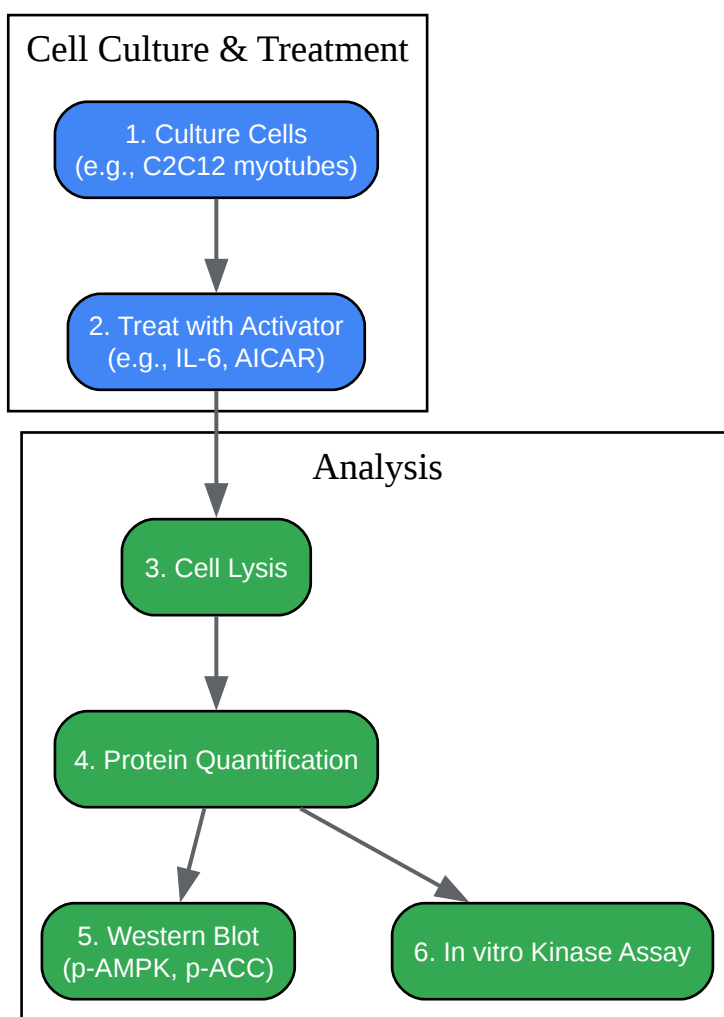 Cell Culture & Treatment
1. Culture Cells
(e.g., C2C12 myotubes)
2. Treat with Activator
(e.g., IL-6, AICAR)
Analysis
3. Cell Lysis
4. Protein Quantification
5. Western Blot
(p-AMPK, p-ACC)
6. In vitro Kinase Assay